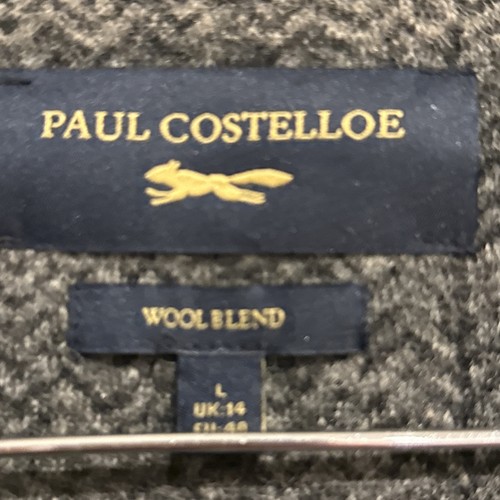 PAUL COSTELLOE
WOOL BLEND
L
UK:14